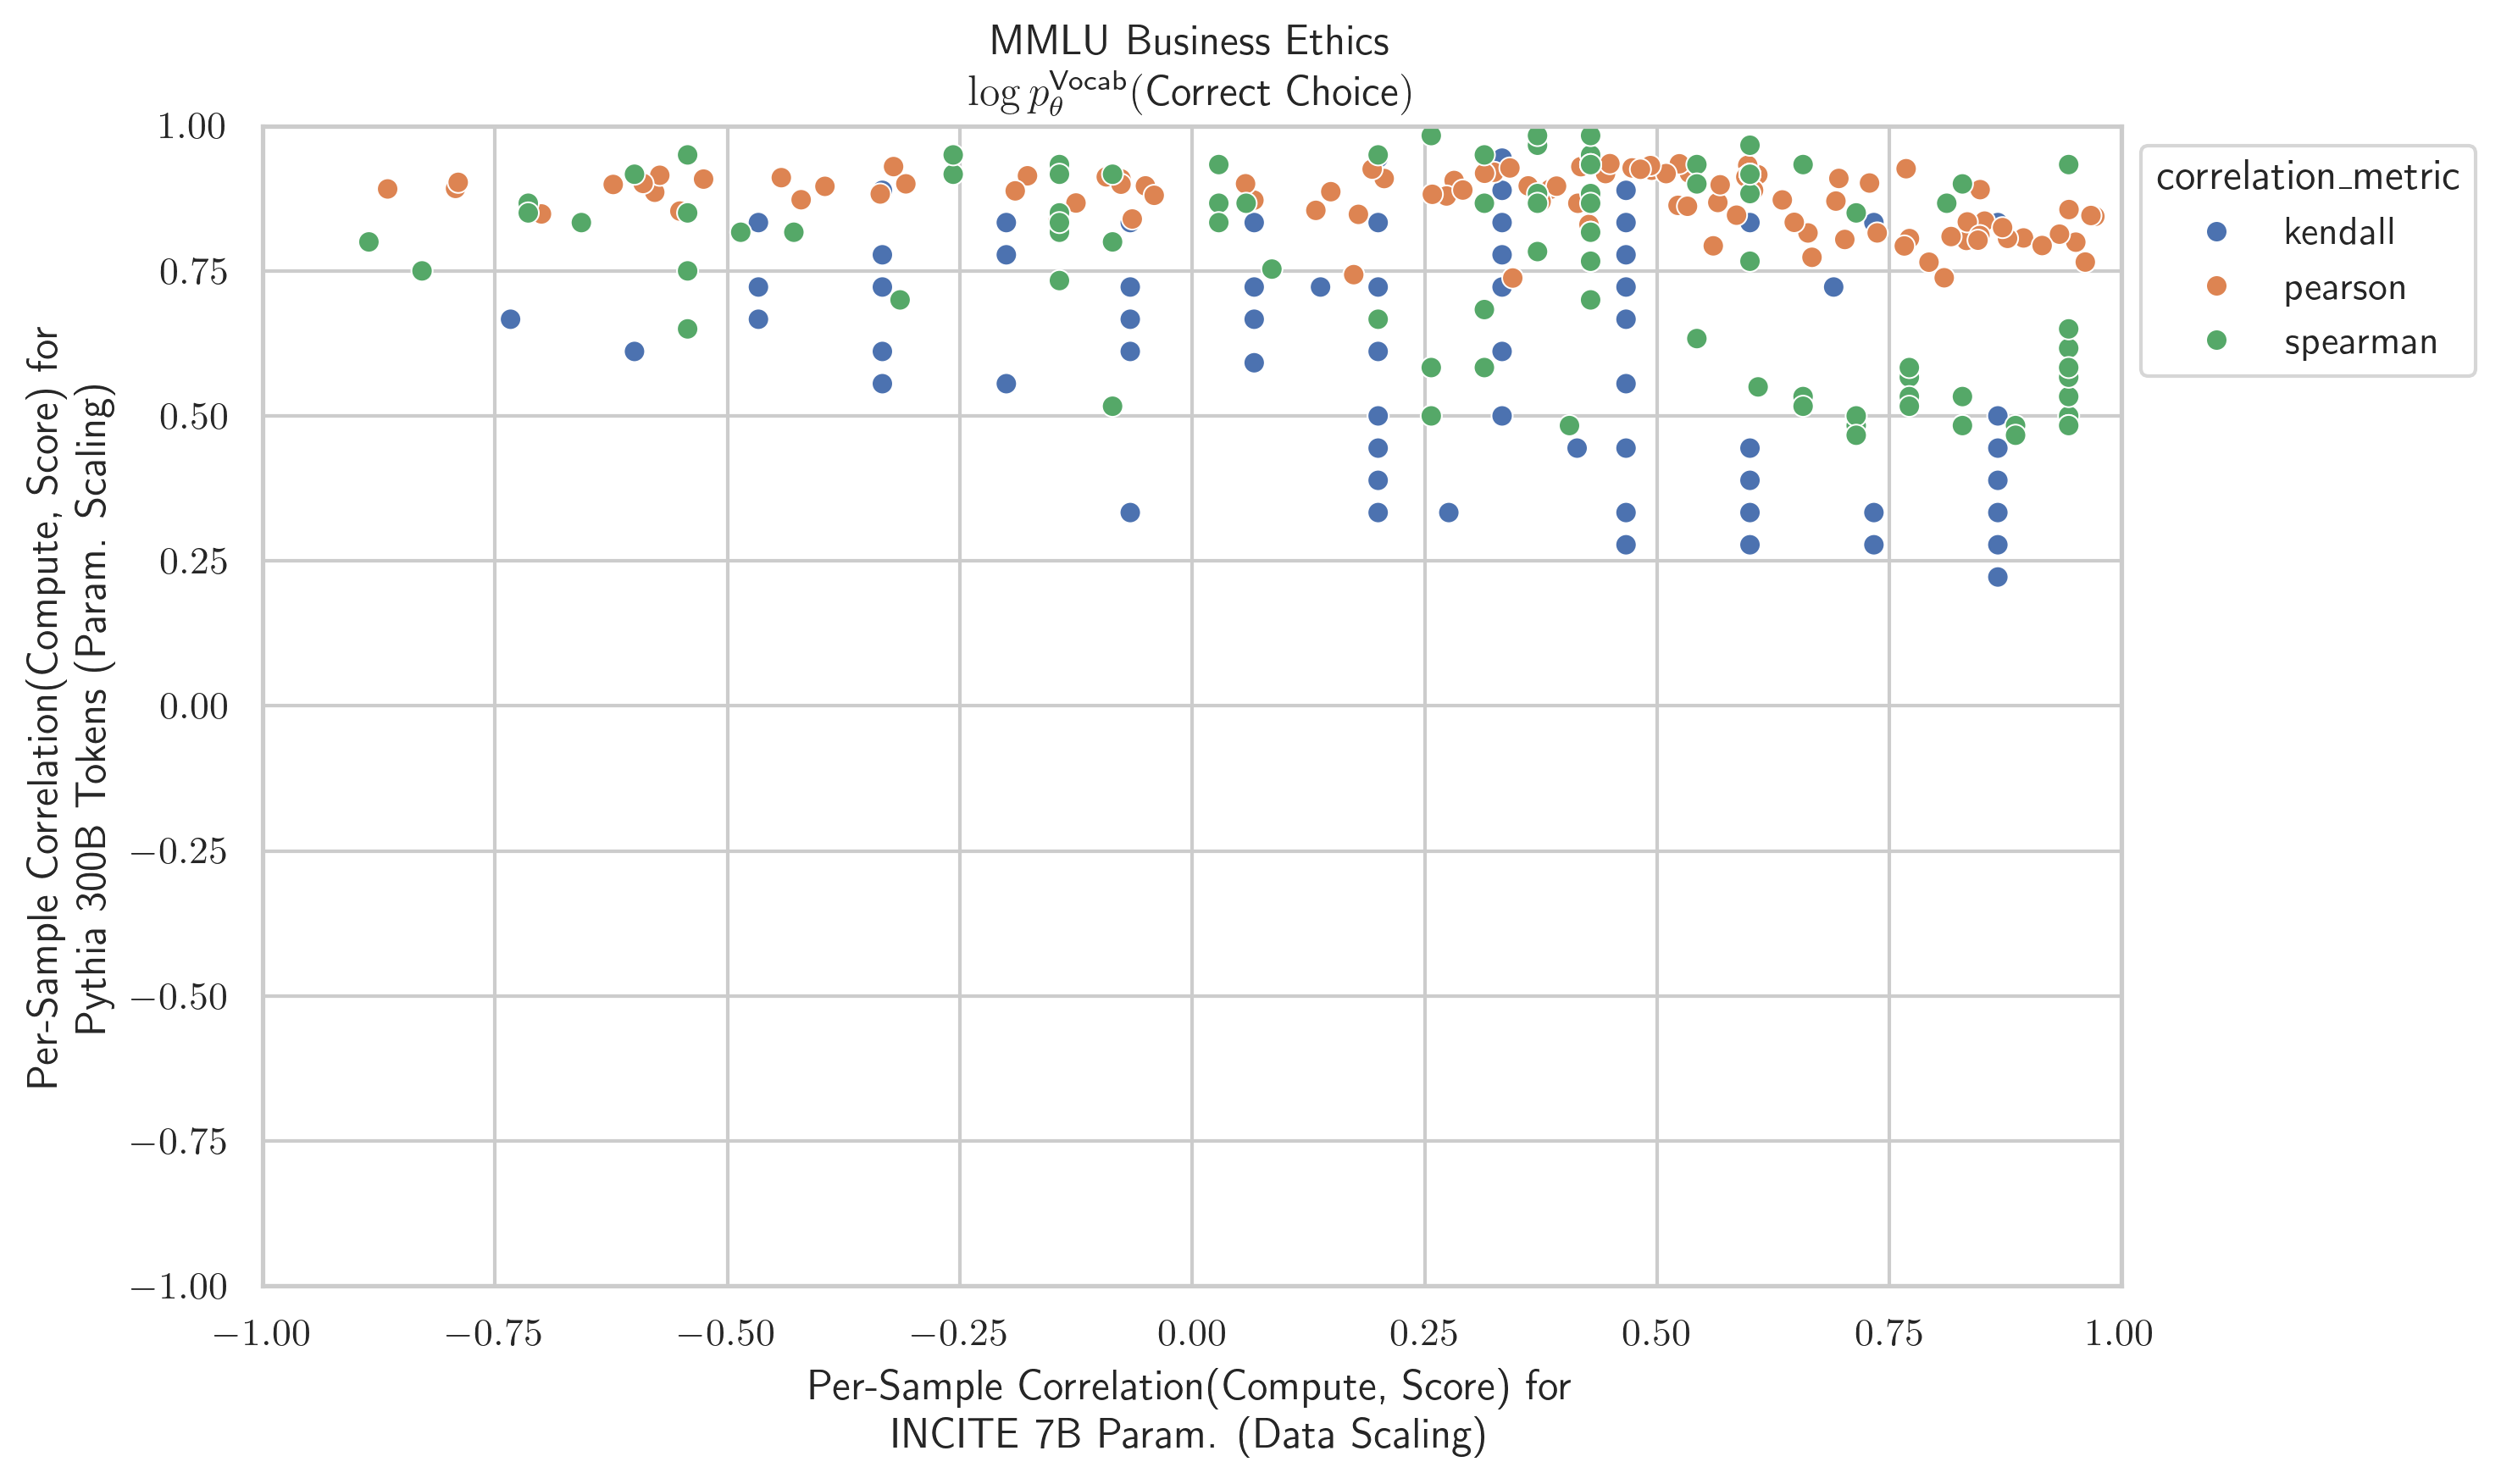 MMLU Business Ethics
log p_θ^Vocab(Correct Choice)
1.00
0.75
0.50
0.25
0.00
−0.25
−0.50
−0.75
−1.00
Per-Sample Correlation(Compute, Score) for
Pythia 300B Tokens (Param. Scaling)
correlation_metric
kendall
pearson
spearman
−1.00 −0.75 −0.50 −0.25 0.00 0.25 0.50 0.75 1.00
Per-Sample Correlation(Compute, Score) for
INCITE 7B Param. (Data Scaling)